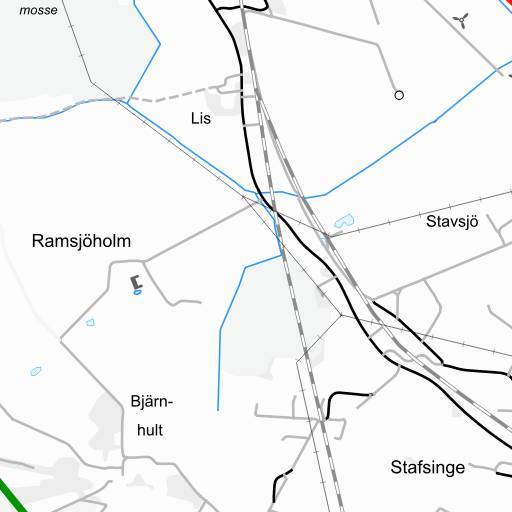 mosse
Lis
Stavsjö
Ramsjöholm
Bjärn-
hult
Stafsinge